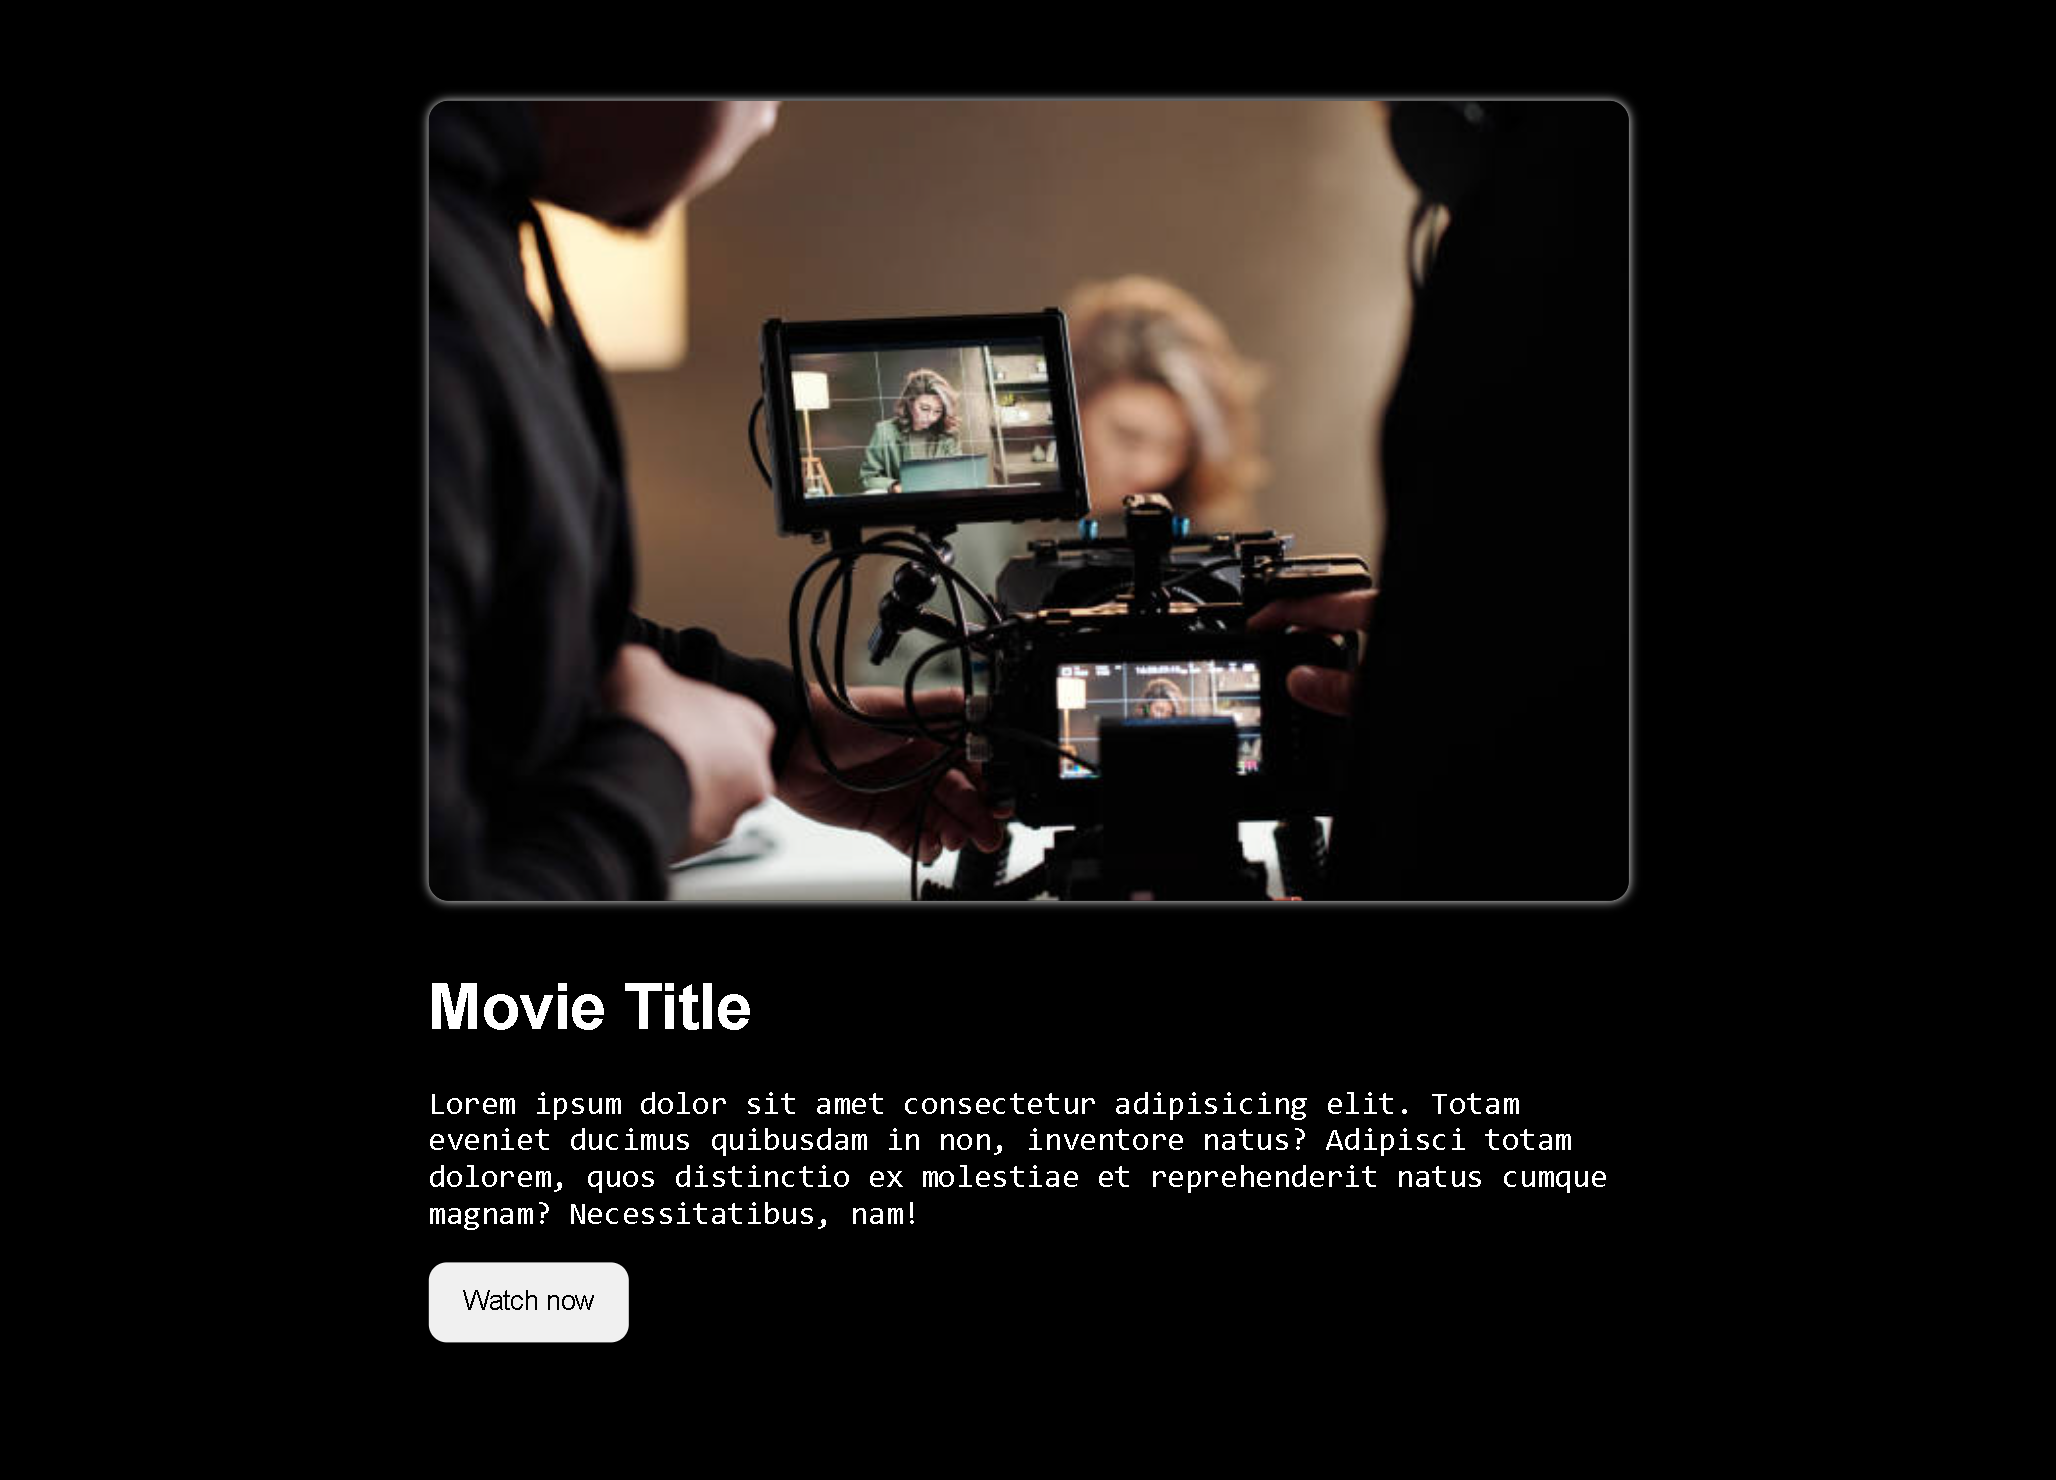 Movie Title
Lorem ipsum dolor sit amet consectetur adipisicing elit. Totam
eveniet ducimus quibusdam in non, inventore natus? Adipisci totam
dolorem, quos distinctio ex molestiae et reprehenderit natus cumque
magnam? Necessitatibus, nam!
Watch now